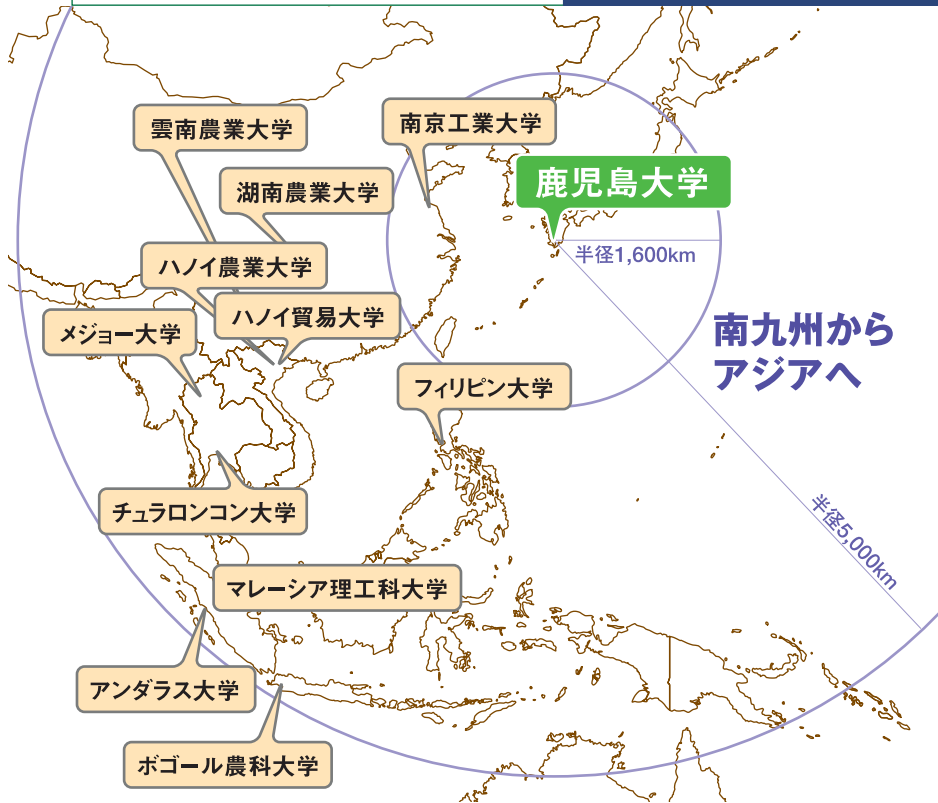 雲南農業大学
南京工業大学
湖南農業大学
鹿児島大学
半径1,600km
ハノイ農業大学
ハノイ貿易大学
メジョー大学
南九州から
アジアへ
フィリピン大学
チュラロンコン大学
半径5,000km
マレーシア理工科大学
アンダラス大学
ボゴール農科大学